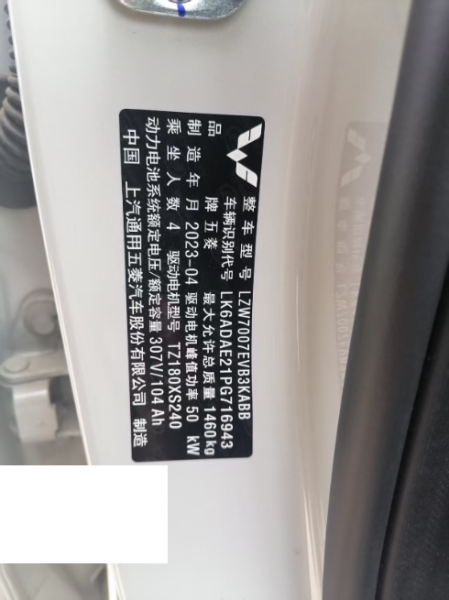 整车型号 LZW7007EVB3KABB
车辆识别代号 LK6ADAE21PG716943
品牌 五菱 最大允许总质量 1460 kg
制造年月 2023-04 驱动电机峰值功率 50 kW
乘坐人数 4 驱动电机型号 TZ180XS240
动力电池系统额定电压/额定容量 307V/104 Ah
中国 上汽通用五菱汽车股份有限公司 制造